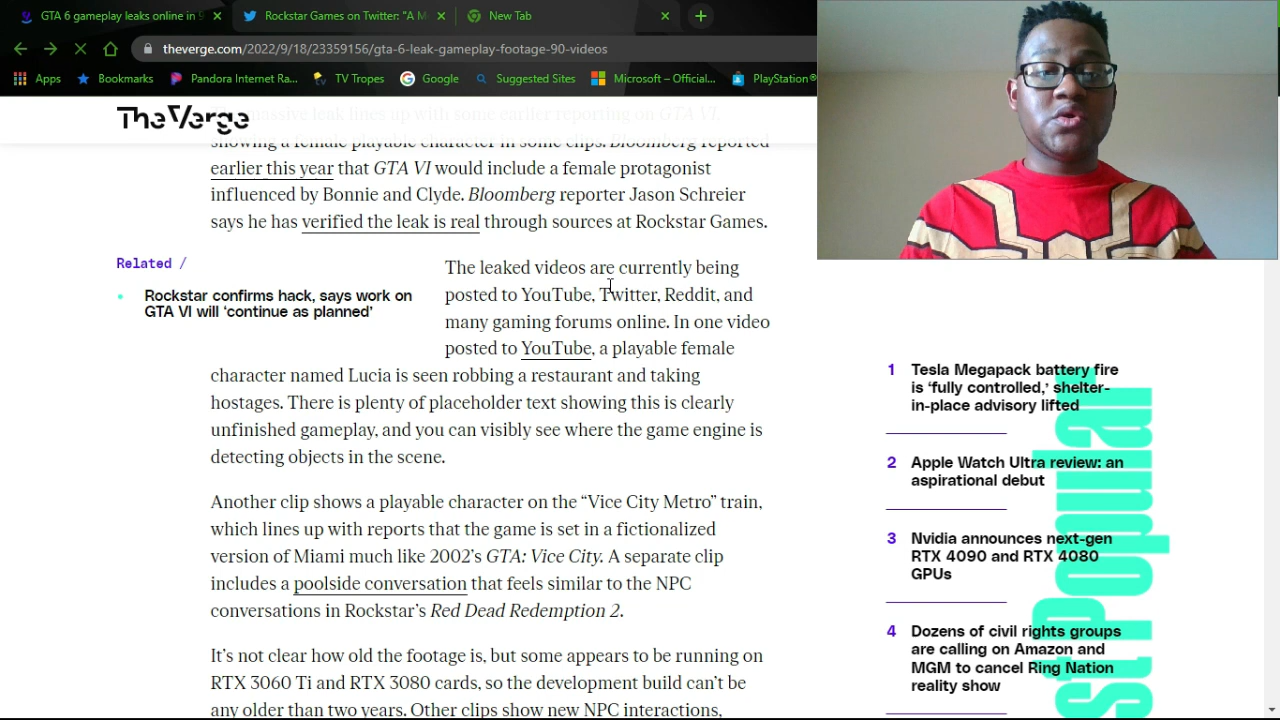 GTA 6 gameplay leaks online in 9
Rockstar Games on Twitter: "A M
New Tab
theverge.com/2022/9/18/23359156/gta-6-leak-gameplay-footage-90-videos
Apps
Bookmarks
Pandora Internet Ra...
TV Tropes
Google
Suggested Sites
Microsoft – Official...
PlayStation®
The Verge
The massive leak lines up with some earlier reporting on GTA VI,
showing a female playable character in some clips. Bloomberg reported
earlier this year that GTA VI would include a female protagonist
influenced by Bonnie and Clyde. Bloomberg reporter Jason Schreier
says he has verified the leak is real through sources at Rockstar Games.
Related /
Rockstar confirms hack, says work on
GTA VI will ‘continue as planned’
The leaked videos are currently being
posted to YouTube, Twitter, Reddit, and
many gaming forums online. In one video
posted to YouTube, a playable female
character named Lucia is seen robbing a restaurant and taking
hostages. There is plenty of placeholder text showing this is clearly
unfinished gameplay, and you can visibly see where the game engine is
detecting objects in the scene.
Another clip shows a playable character on the “Vice City Metro” train,
which lines up with reports that the game is set in a fictionalized
version of Miami much like 2002’s GTA: Vice City. A separate clip
includes a poolside conversation that feels similar to the NPC
conversations in Rockstar’s Red Dead Redemption 2.
It’s not clear how old the footage is, but some appears to be running on
RTX 3060 Ti and RTX 3080 cards, so the development build can’t be
any older than two years. Other clips show new NPC interactions,
1 Tesla Megapack battery fire
is ‘fully controlled,’ shelter-
in-place advisory lifted
2 Apple Watch Ultra review: an
aspirational debut
3 Nvidia announces next-gen
RTX 4090 and RTX 4080
GPUs
4 Dozens of civil rights groups
are calling on Amazon and
MGM to cancel Ring Nation
reality show
st Popular